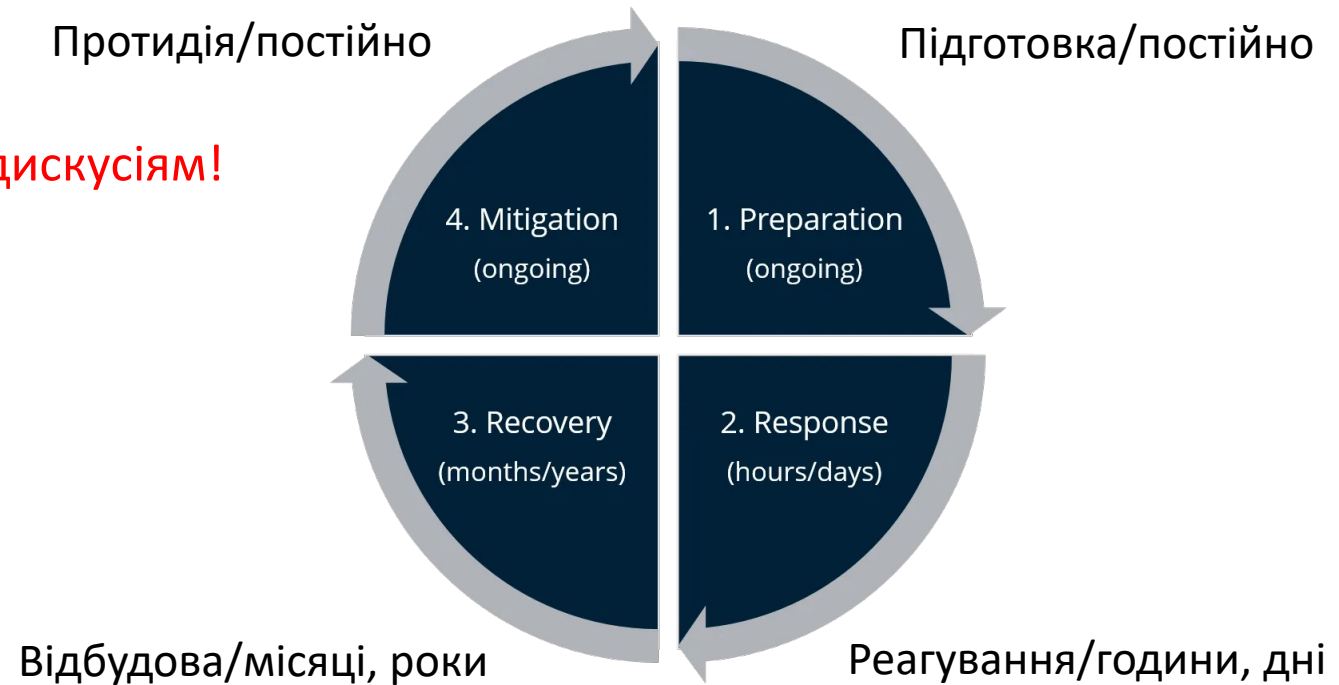 Протидія/постійно
Підготовка/постійно
дискусіям!
4. Mitigation
(ongoing)
1. Preparation
(ongoing)
3. Recovery
(months/years)
2. Response
(hours/days)
Відбудова/місяці, роки
Реагування/години, дні